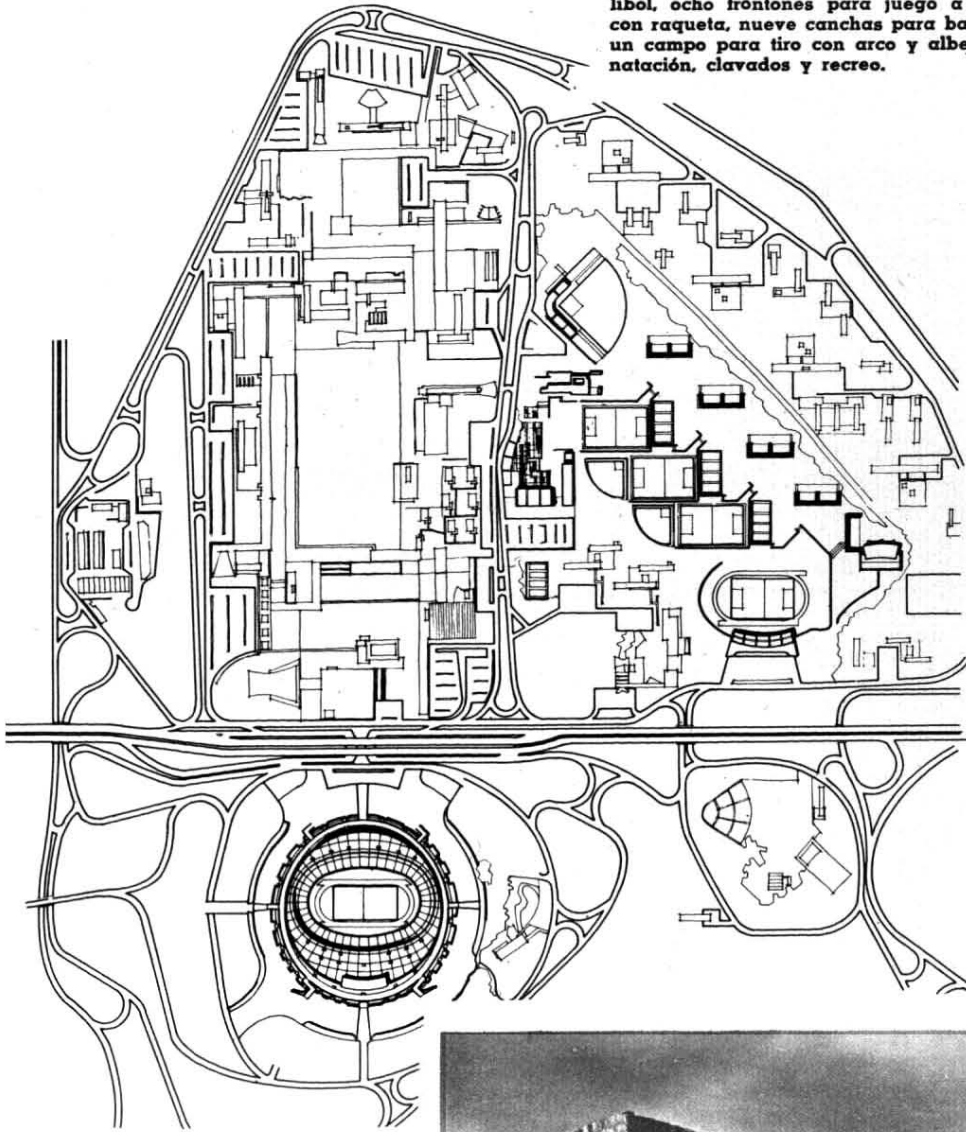 libol, ocho frontones para juego a
con raqueta, nueve canchas para ba
un campo para tiro con arco y albe
natación, clavados y recreo.